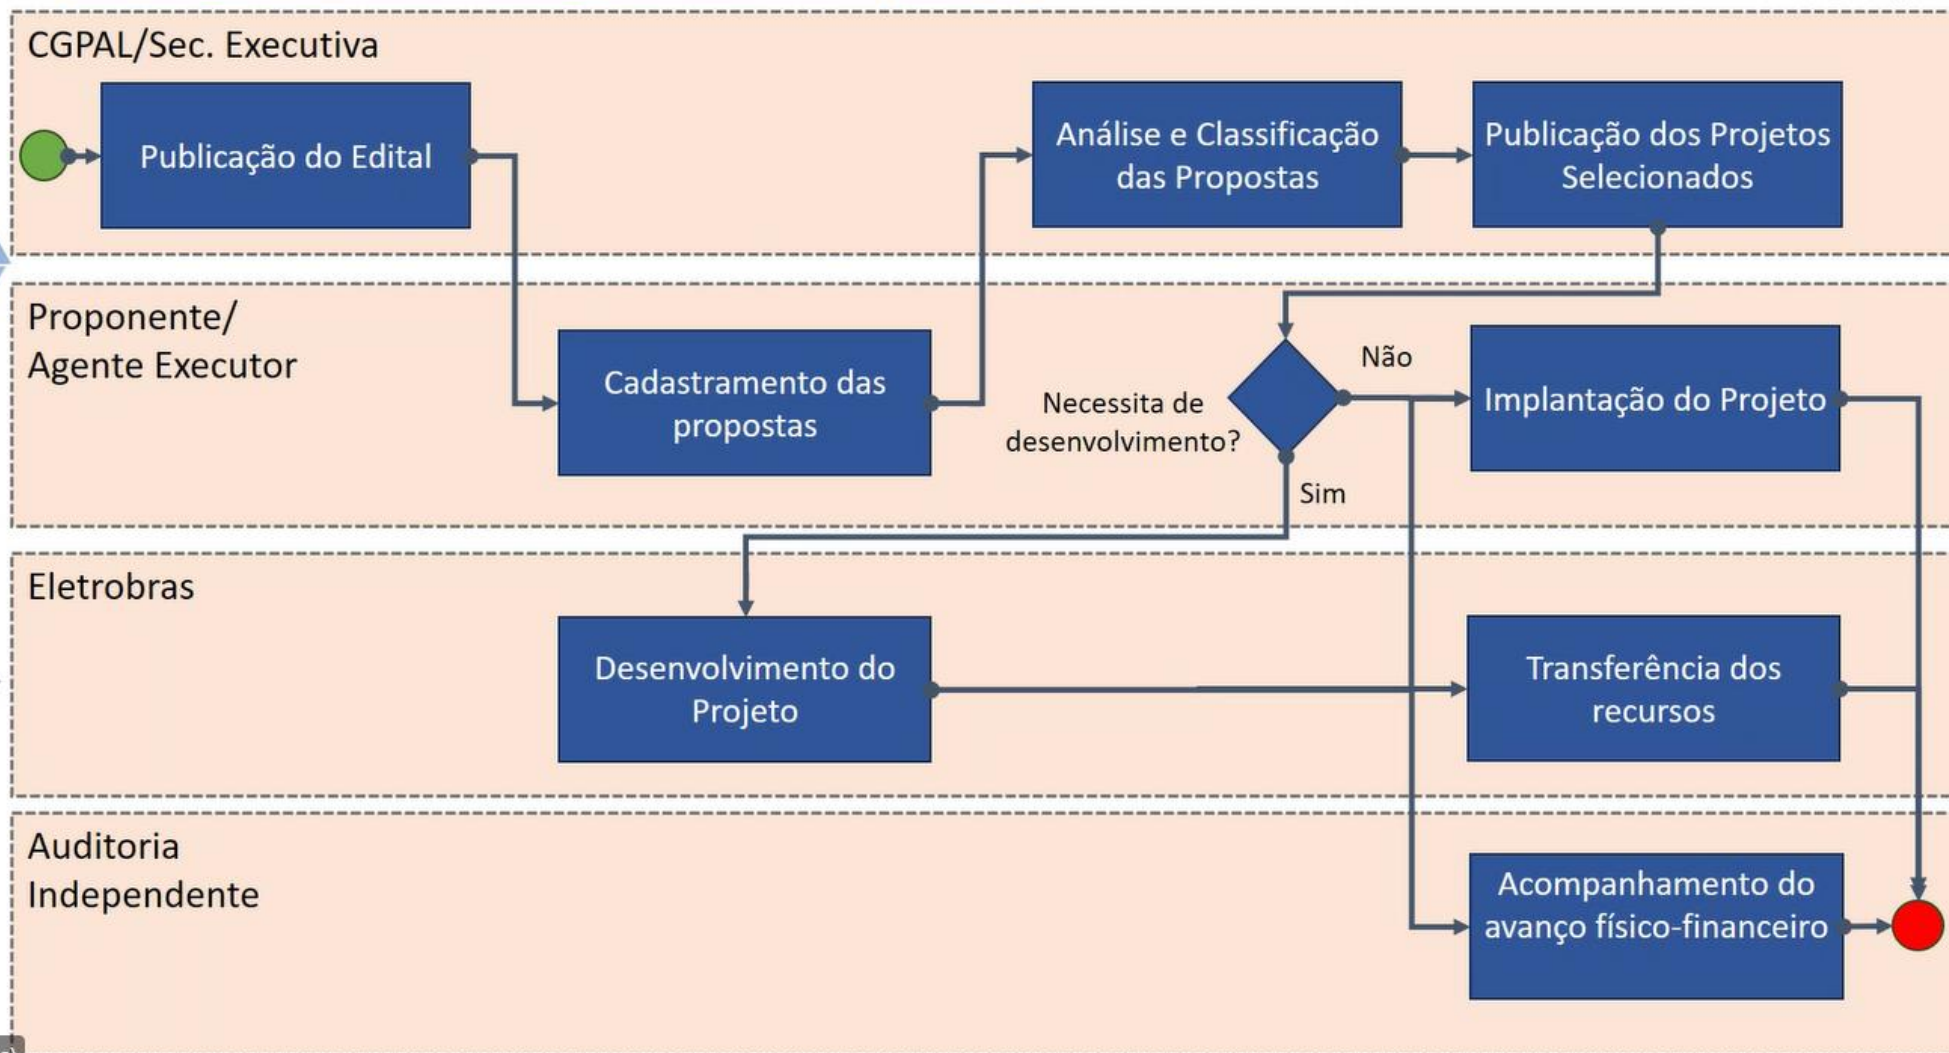 CGPAL/Sec. Executiva
Publicação do Edital
Análise e Classificação
das Propostas
Publicação dos Projetos
Selecionados
Proponente/
Agente Executor
Cadastramento das
propostas
Necessita de
desenvolvimento?
Não
Sim
Implantação do Projeto
Eletrobras
Desenvolvimento do
Projeto
Transferência dos
recursos
Auditoria
Independente
Acompanhamento do
avanço físico-financeiro